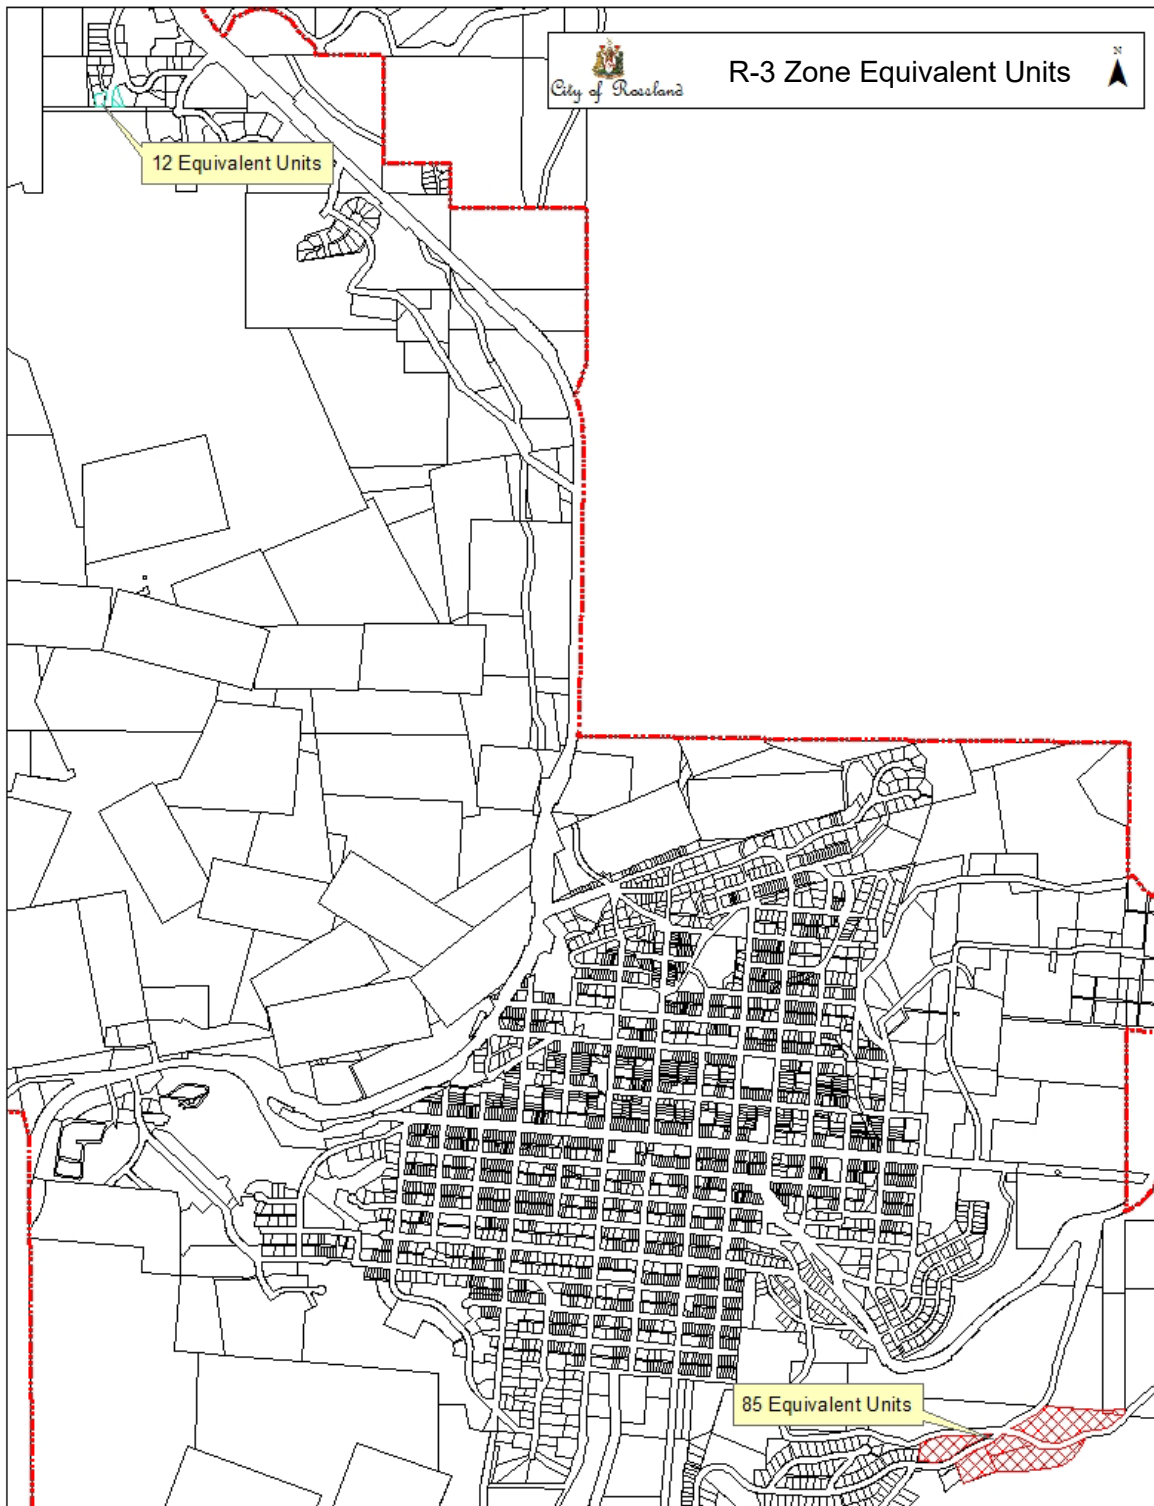 N
City of Rossland
R-3 Zone Equivalent Units
12 Equivalent Units
85 Equivalent Units